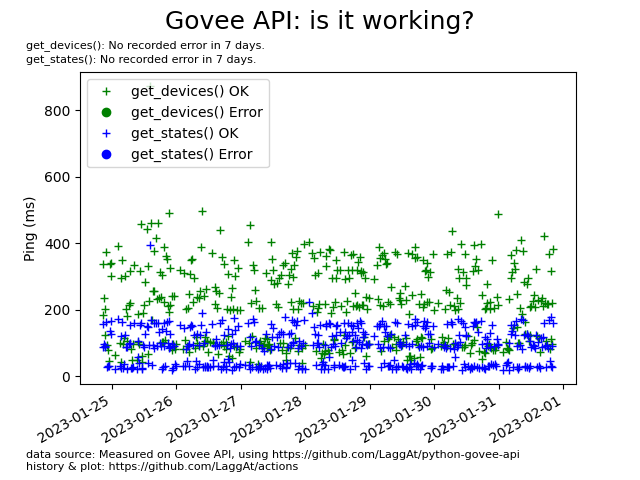 Govee API: is it working?
get_devices(): No recorded error in 7 days.
get_states(): No recorded error in 7 days.
get_devices() OK
get_devices() Error
get_states() OK
get_states() Error
Ping (ms)
800
600
400
200
0
2023-01-25
2023-01-26
2023-01-27
2023-01-28
2023-01-29
2023-01-30
2023-01-31
2023-02-01
data source: Measured on Govee API, using https://github.com/LaggAt/python-govee-api
history & plot: https://github.com/LaggAt/actions